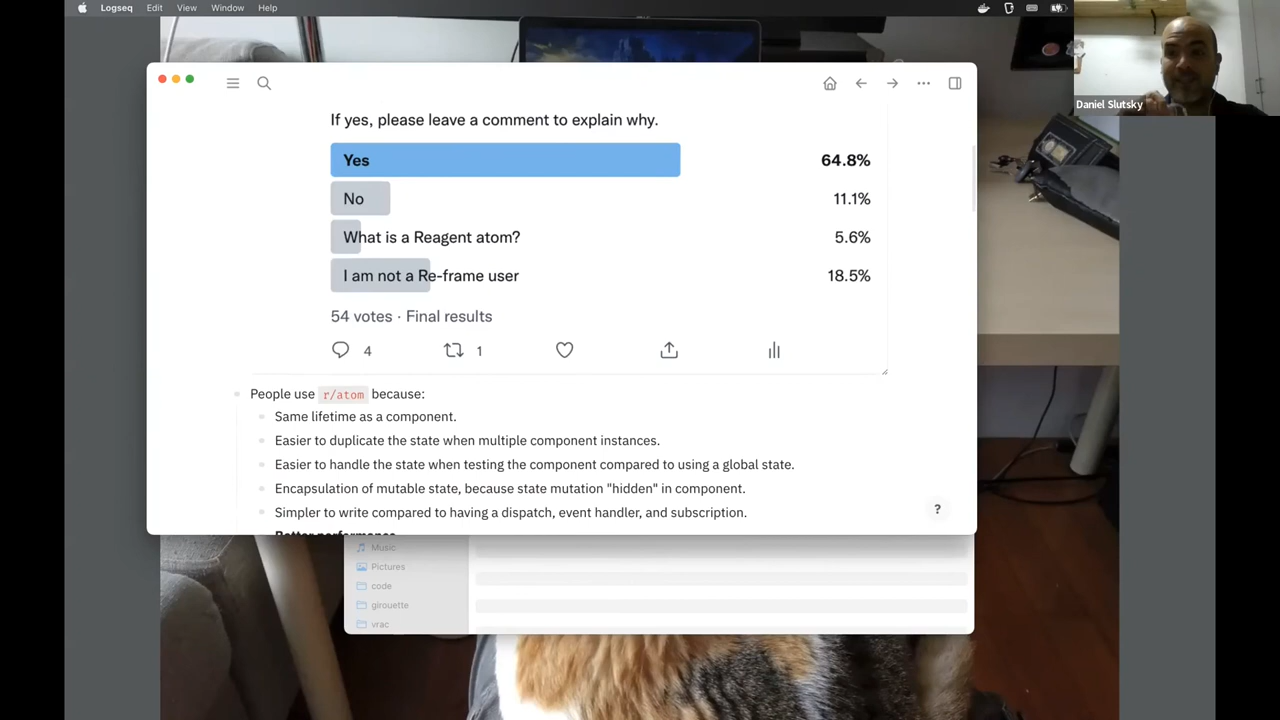 Logseq Edit View Window Help
Daniel Slutsky
If yes, please leave a comment to explain why.
Yes 64.8%
No 11.1%
What is a Reagent atom? 5.6%
I am not a Re-frame user 18.5%
54 votes · Final results
4 1
People use r/atom because:
Same lifetime as a component.
Easier to duplicate the state when multiple component instances.
Easier to handle the state when testing the component compared to using a global state.
Encapsulation of mutable state, because state mutation "hidden" in component.
Simpler to write compared to having a dispatch, event handler, and subscription.
Better performance
?
Music
Pictures
code
girouette
vrac